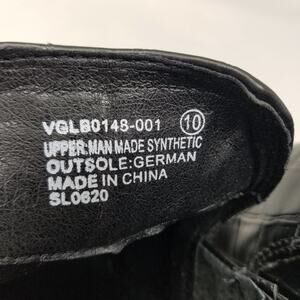 VGLB0148-001 10
UPPER:MAN MADE SYNTHETIC
OUTSOLE:GERMAN
MADE IN CHINA
SL0620